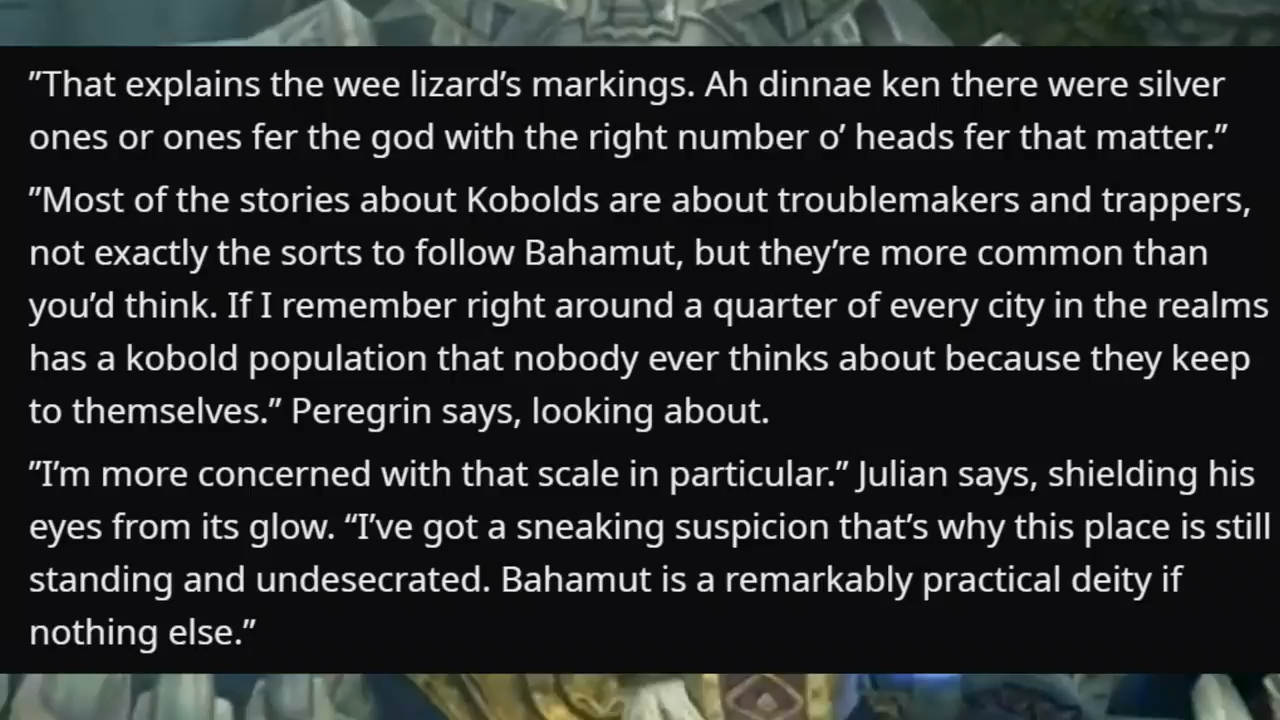 ”That explains the wee lizard’s markings. Ah dinnae ken there were silver
ones or ones fer the god with the right number o’ heads fer that matter.”
”Most of the stories about Kobolds are about troublemakers and trappers,
not exactly the sorts to follow Bahamut, but they’re more common than
you’d think. If I remember right around a quarter of every city in the realms
has a kobold population that nobody ever thinks about because they keep
to themselves.” Peregrin says, looking about.
”I’m more concerned with that scale in particular.” Julian says, shielding his
eyes from its glow. “I’ve got a sneaking suspicion that’s why this place is still
standing and undesecrated. Bahamut is a remarkably practical deity if
nothing else.”